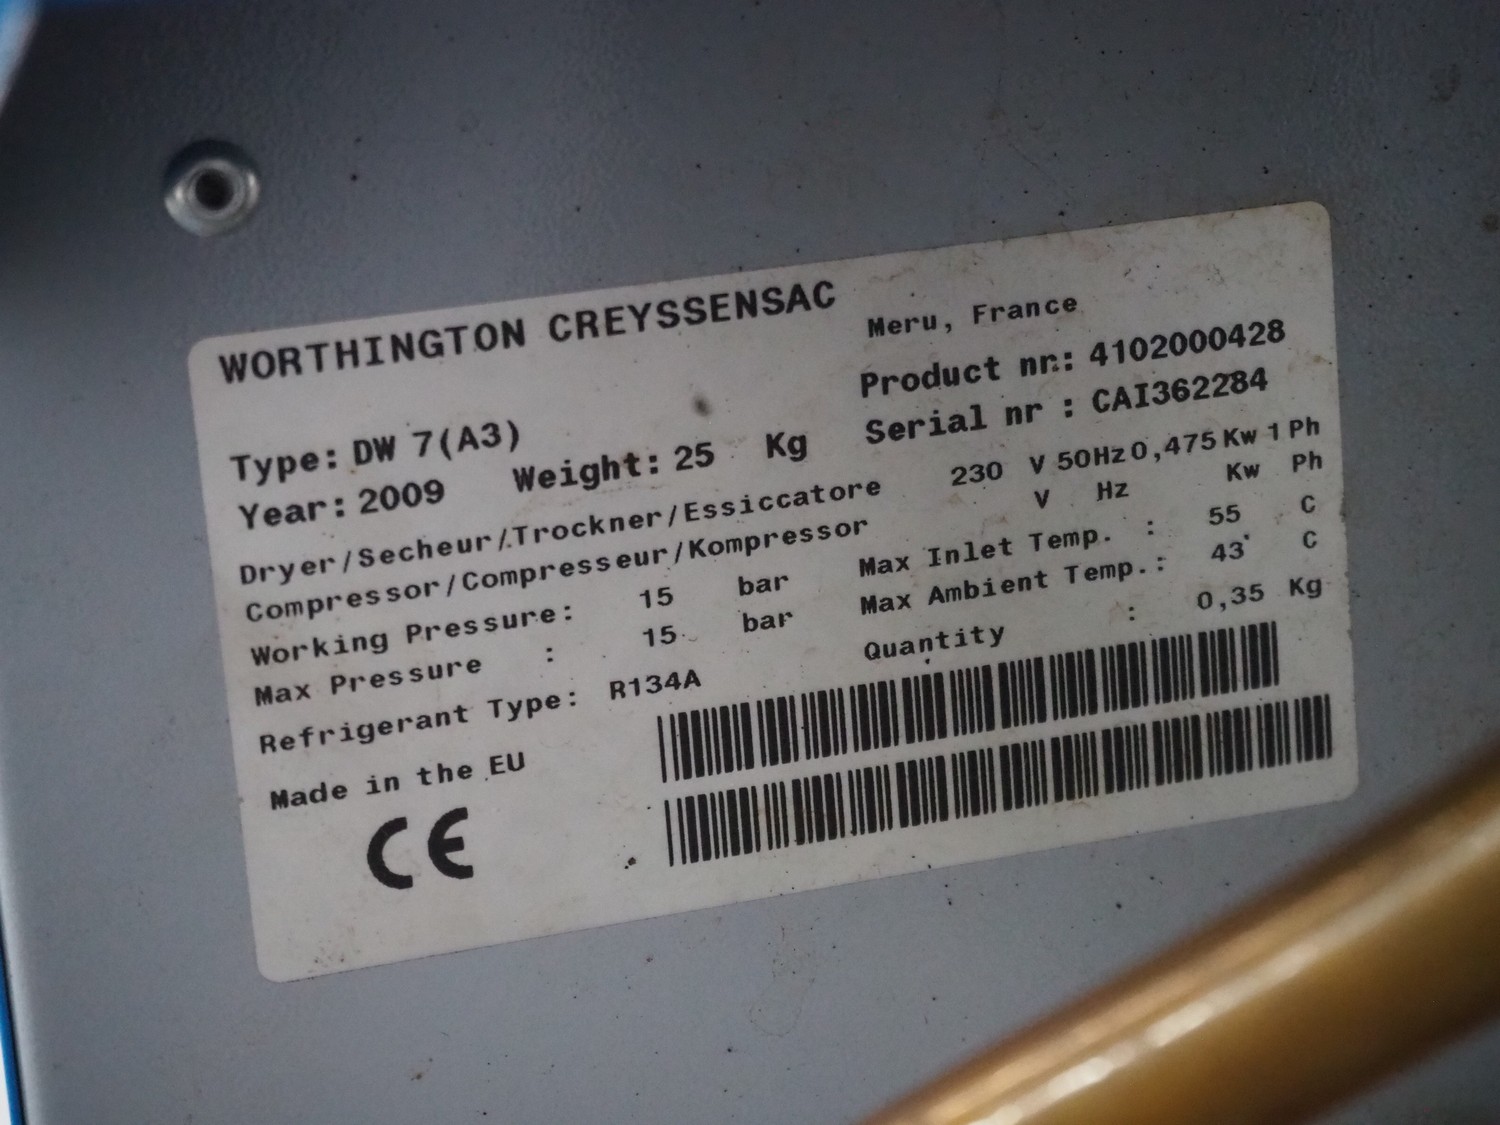 WORTHINGTON CREYSSENSAC
Meru, France
Product nr.: 4102000428
Type: DW 7(A3)
Serial nr : CAI362284
Year: 2009 Weight: 25 Kg
Dryer/Secheur/Trockner/Essiccatore 230 V 50Hz 0,475 Kw 1 Ph
Compressor/Compresseur/Kompressor V Hz Kw Ph
Working Pressure: 15 bar Max Inlet Temp. : 55 C
Max Pressure : 15 bar Max Ambient Temp.: 43 C
Refrigerant Type: R134A Quantity : 0,35 Kg
Made in the EU
CE